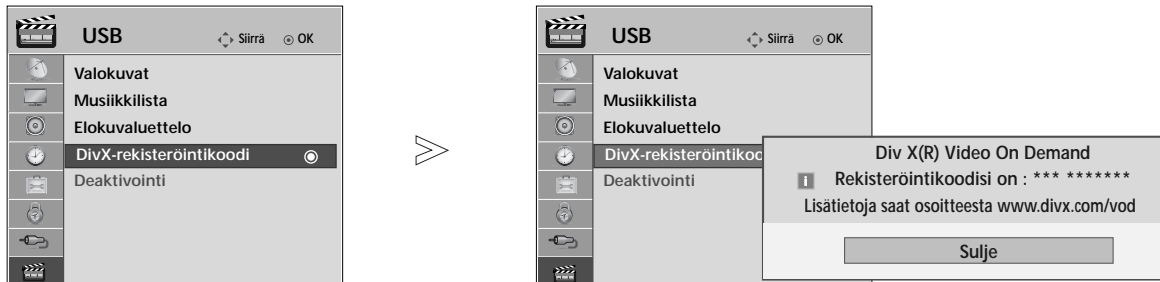 USB Siirrä OK
Valokuvat
Musiikkilista
Elokuvaluettelo
DivX-rekisteröintikoodi
Deaktivointi
USB Siirrä OK
Valokuvat
Musiikkilista
Elokuvaluettelo
DivX-rekisteröintikoo
Deaktivointi
Div X(R) Video On Demand
Rekisteröintikoodisi on : *** *******
Lisätietoja saat osoitteesta www.divx.com/vod
Sulje